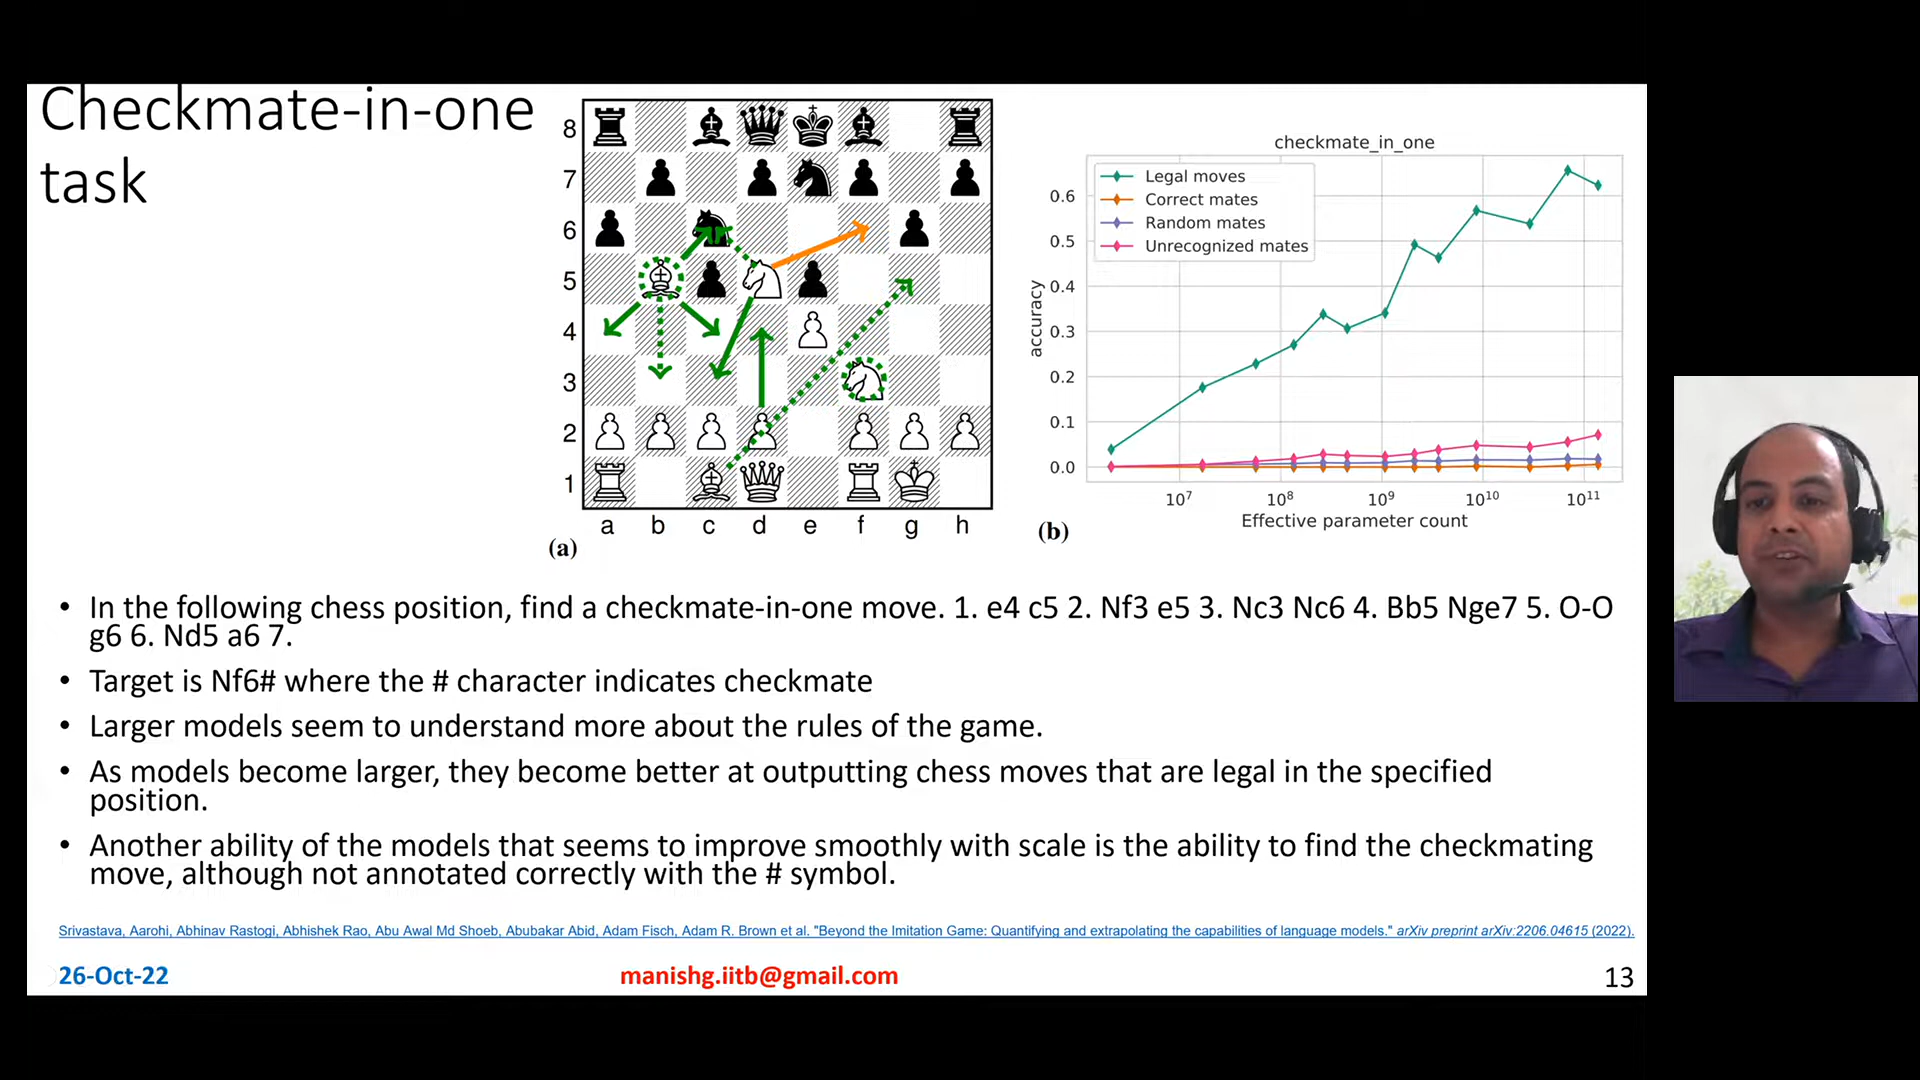 Checkmate-in-one
task
8
7
6
5
4
3
2
1
a b c d e f g h
(a)
checkmate_in_one
Legal moves
Correct mates
Random mates
Unrecognized mates
accuracy
0.6
0.5
0.4
0.3
0.2
0.1
0.0
10⁷ 10⁸ 10⁹ 10¹⁰ 10¹¹
Effective parameter count
(b)
• In the following chess position, find a checkmate-in-one move. 1. e4 c5 2. Nf3 e5 3. Nc3 Nc6 4. Bb5 Nge7 5. O-O
g6 6. Nd5 a6 7.
• Target is Nf6# where the # character indicates checkmate
• Larger models seem to understand more about the rules of the game.
• As models become larger, they become better at outputting chess moves that are legal in the specified
position.
• Another ability of the models that seems to improve smoothly with scale is the ability to find the checkmating
move, although not annotated correctly with the # symbol.
Srivastava, Aarohi, Abhinav Rastogi, Abhishek Rao, Abu Awal Md Shoeb, Abubakar Abid, Adam Fisch, Adam R. Brown et al. "Beyond the Imitation Game: Quantifying and extrapolating the capabilities of language models." arXiv preprint arXiv:2206.04615 (2022).
26-Oct-22
manishg.iitb@gmail.com
13